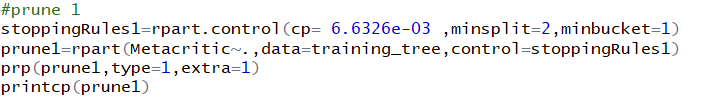 #prune 1
stoppingRules1=rpart.control(cp= 6.6326e-03 ,minsplit=2,minbucket=1)
prune1=rpart(Metacritic~.,data=training_tree,control=stoppingRules1)
prp(prune1,type=1,extra=1)
printcp(prune1)